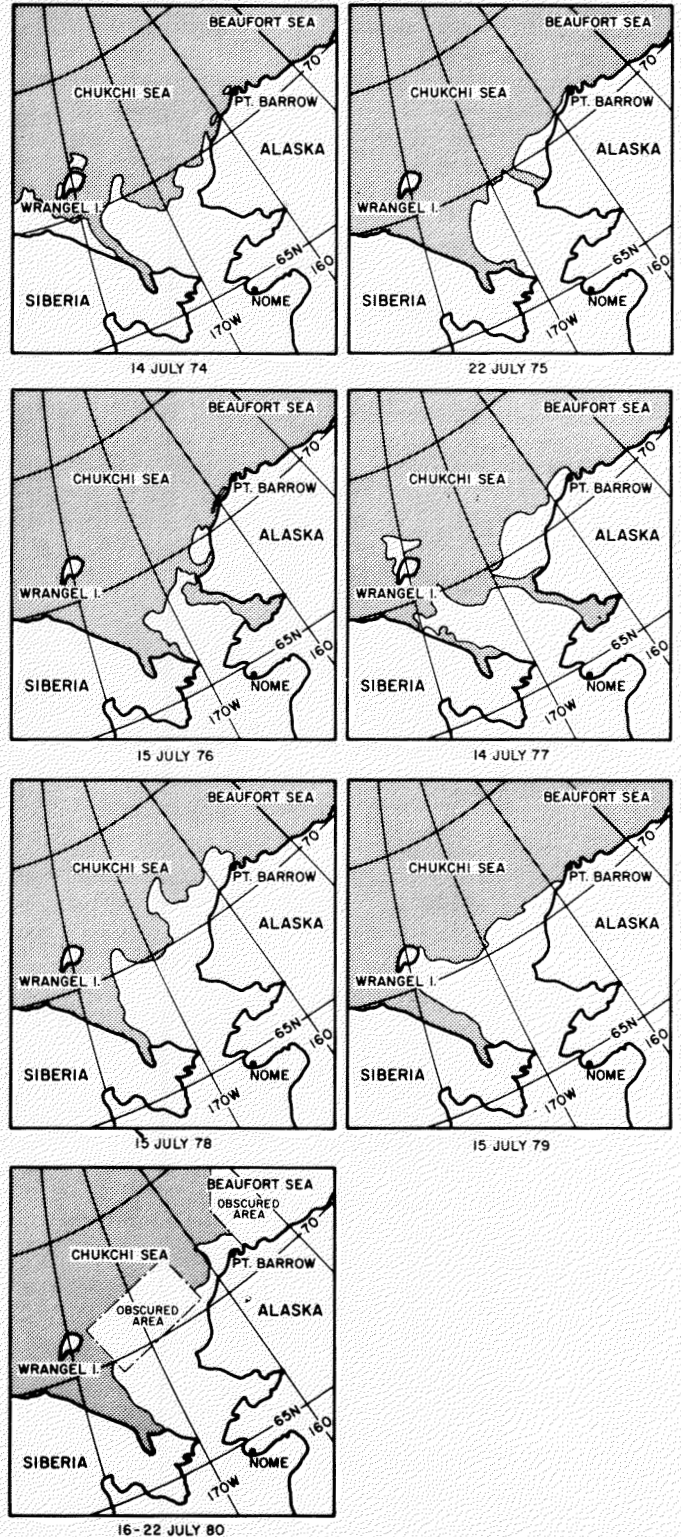 BEAUFORT SEA
70
CHUKCHI SEA
PT. BARROW
ALASKA
WRANGEL I.
65N
160
SIBERIA
NOME
170W
14 JULY 74
BEAUFORT SEA
70
CHUKCHI SEA
PT. BARROW
ALASKA
WRANGEL I.
65N
160
SIBERIA
NOME
170W
22 JULY 75
BEAUFORT SEA
70
CHUKCHI SEA
PT. BARROW
ALASKA
WRANGEL I.
65N
160
SIBERIA
NOME
170W
15 JULY 76
BEAUFORT SEA
70
CHUKCHI SEA
PT. BARROW
ALASKA
WRANGEL I.
65N
160
SIBERIA
NOME
170W
14 JULY 77
BEAUFORT SEA
70
CHUKCHI SEA
PT. BARROW
ALASKA
WRANGEL I.
65N
160
SIBERIA
NOME
170W
15 JULY 78
BEAUFORT SEA
70
CHUKCHI SEA
PT. BARROW
ALASKA
WRANGEL I.
65N
160
SIBERIA
NOME
170W
15 JULY 79
BEAUFORT SEA
OBSCURED
AREA
70
CHUKCHI SEA
PT. BARROW
OBSCURED
AREA
ALASKA
WRANGEL I.
65N
160
SIBERIA
NOME
170W
16-22 JULY 80